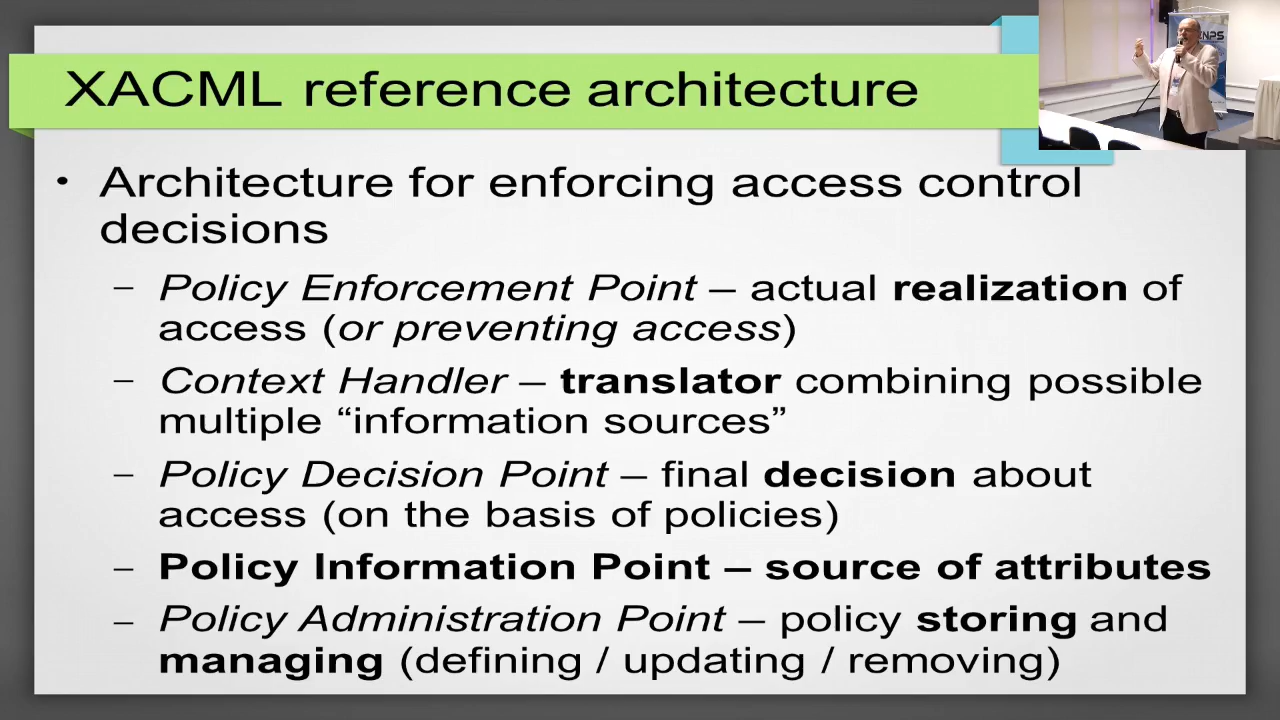 XACML reference architecture
• Architecture for enforcing access control
decisions
– Policy Enforcement Point – actual realization of
access (or preventing access)
– Context Handler – translator combining possible
multiple “information sources”
– Policy Decision Point – final decision about
access (on the basis of policies)
– Policy Information Point – source of attributes
– Policy Administration Point – policy storing and
managing (defining / updating / removing)